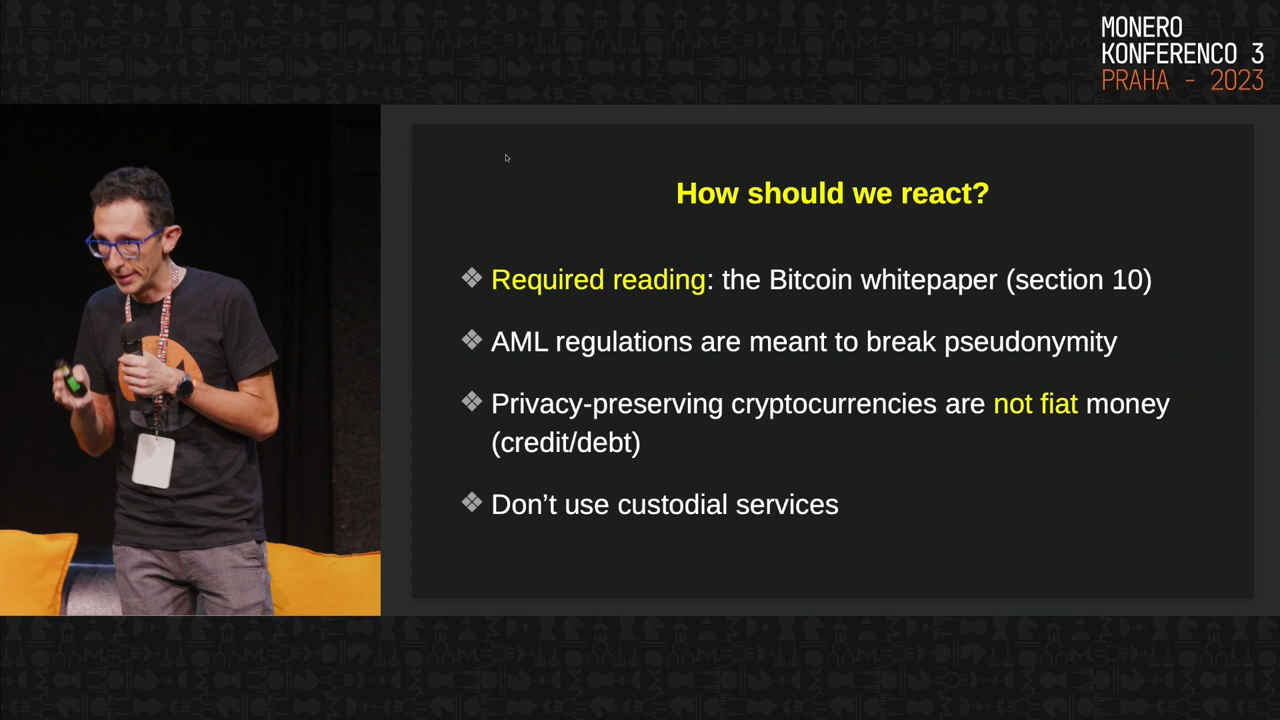 MONERO
KONFERENCO 3
PRAHA - 2023
How should we react?
❖ Required reading: the Bitcoin whitepaper (section 10)
❖ AML regulations are meant to break pseudonymity
❖ Privacy-preserving cryptocurrencies are not fiat money
(credit/debt)
❖ Don’t use custodial services